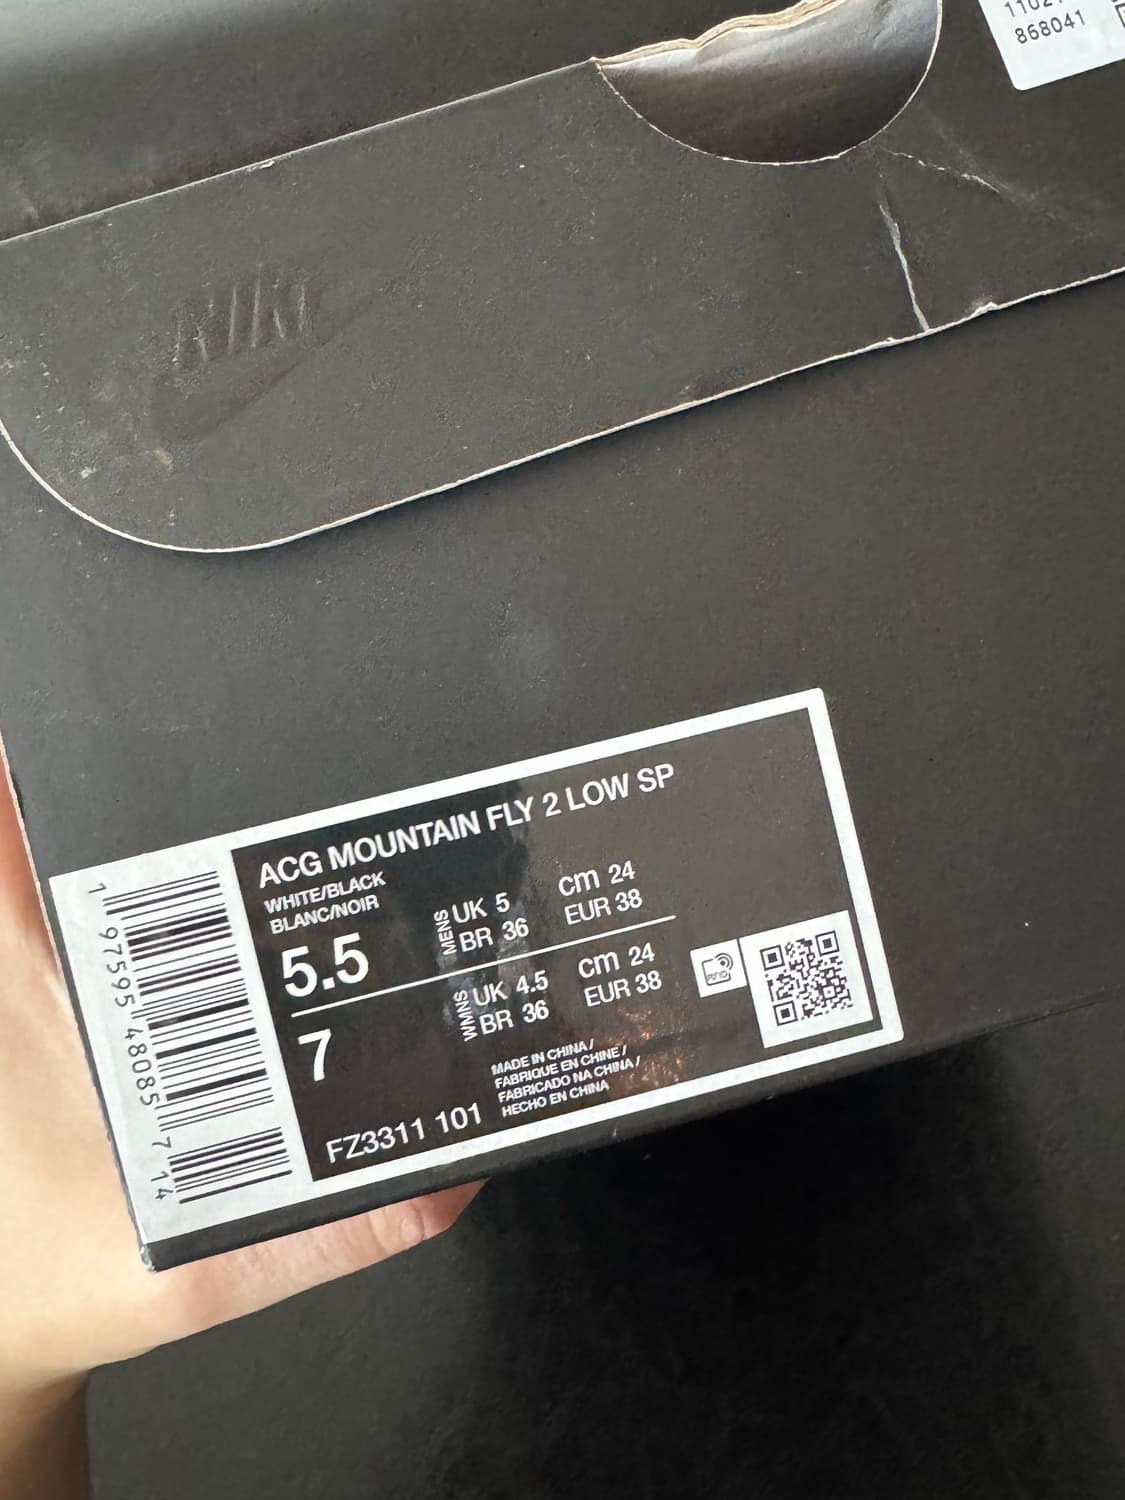 868041
NIKE
ACG MOUNTAIN FLY 2 LOW SP
WHITE/BLACK
BLANC/NOIR
5.5
MENS
UK 5
BR 36
cm 24
EUR 38
7
WMNS
UK 4.5
BR 36
cm 24
EUR 38
RFID
MADE IN CHINA /
FABRIQUE EN CHINE /
FABRICADO NA CHINA /
HECHO EN CHINA
FZ3311 101
1 97595 48085 7 14